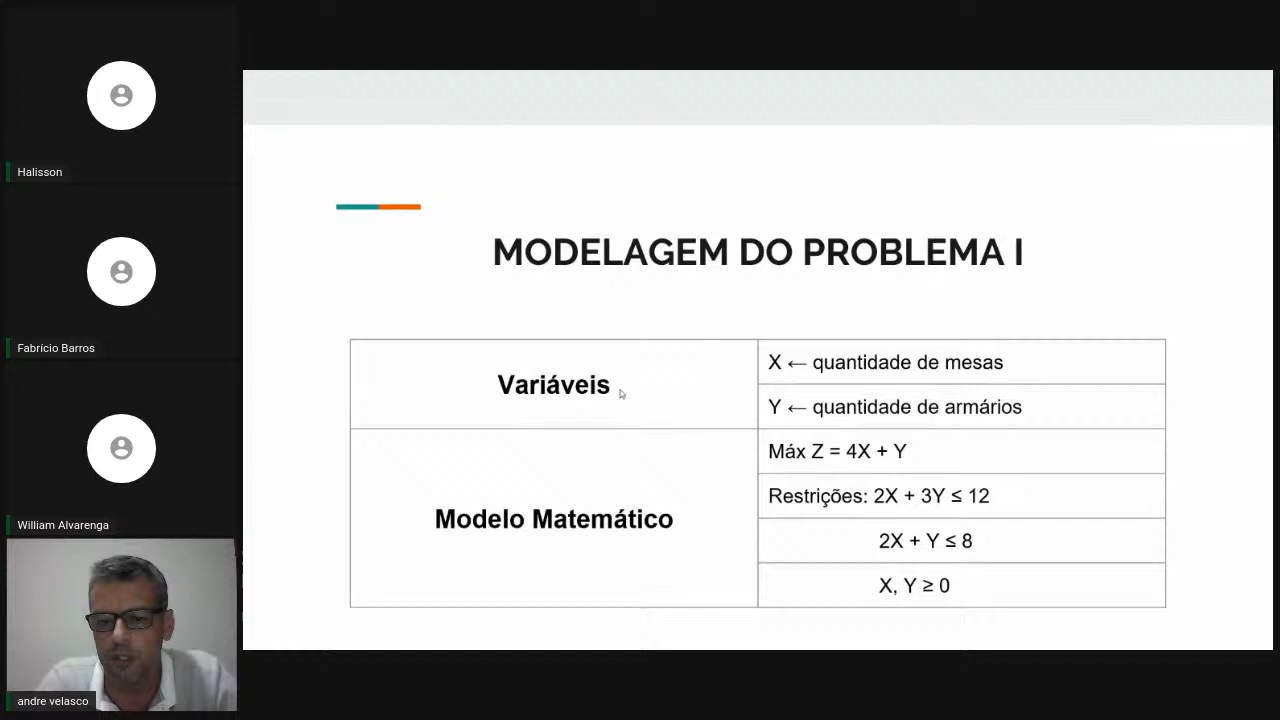 Halisson
Fabrício Barros
William Alvarenga
andre velasco
MODELAGEM DO PROBLEMA I
Variáveis
X ← quantidade de mesas
Y ← quantidade de armários
Modelo Matemático
Máx Z = 4X + Y
Restrições: 2X + 3Y ≤ 12
2X + Y ≤ 8
X, Y ≥ 0